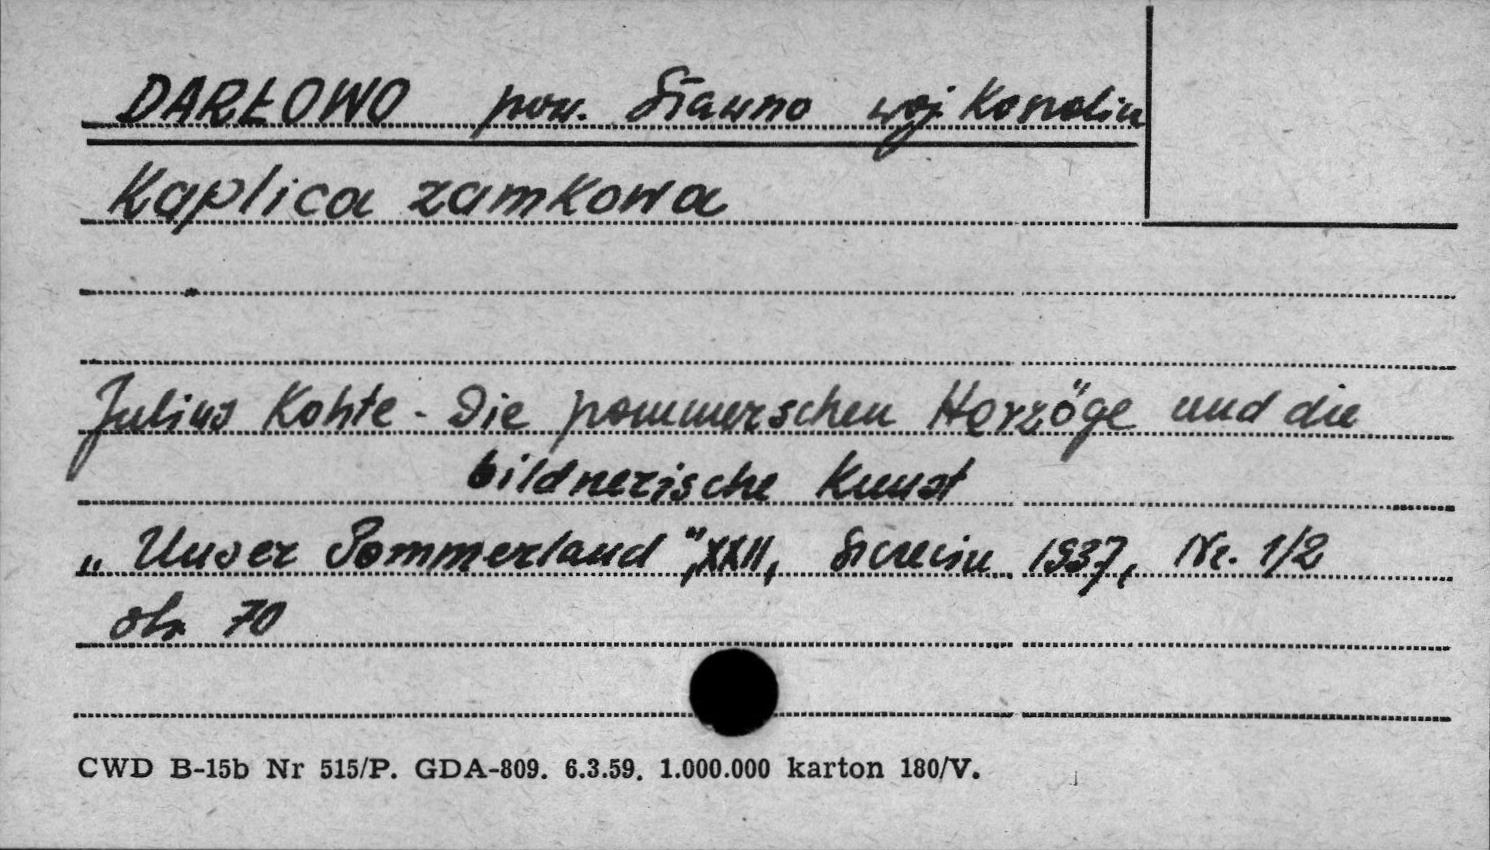 DARŁOWO pow. Sławno woj. Koszalin
Kaplica zamkowa
Julius Kohte - Die pommerschen Herzöge und die
bildnerische Kunst
„Unser Pommerland", XXII, Szczecin 1937, Nr. 1/2
str 70
CWD B-15b Nr 515/P. GDA-809. 6.3.59. 1.000.000 karton 180/V.